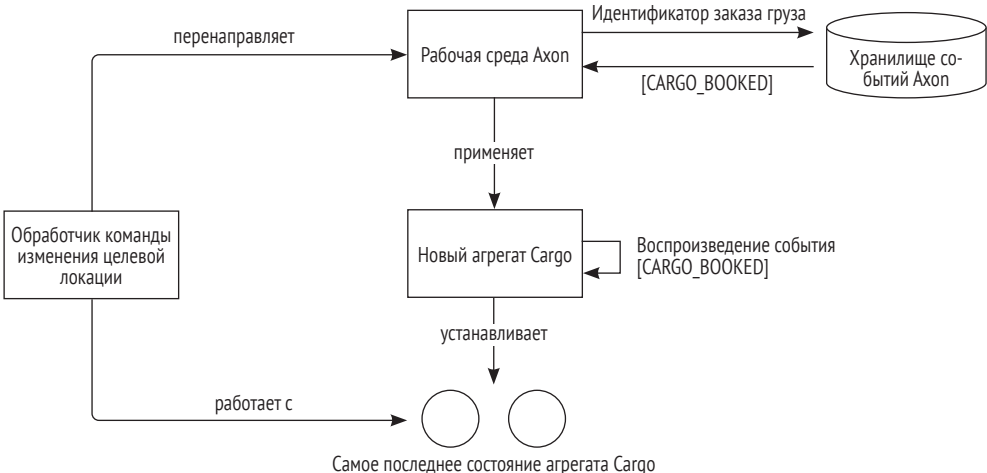 Идентификатор заказа груза
перенаправляет
Рабочая среда Axon
Хранилище со-
бытий Axon
[CARGO_BOOKED]
применяет
Обработчик команды
изменения целевой
локации
Новый агрегат Cargo
Воспроизведение события
[CARGO_BOOKED]
устанавливает
работает с
Самое последнее состояние агрегата Cargo